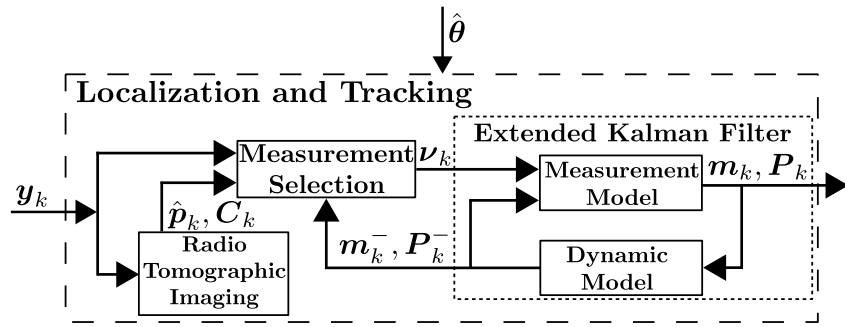 θ̂
Localization and Tracking
Extended Kalman Filter
Measurement
Selection
ν_k
Measurement
Model
m_k, P_k
y_k
p̂_k, C_k
Radio
Tomographic
Imaging
m_k^-, P_k^-
Dynamic
Model